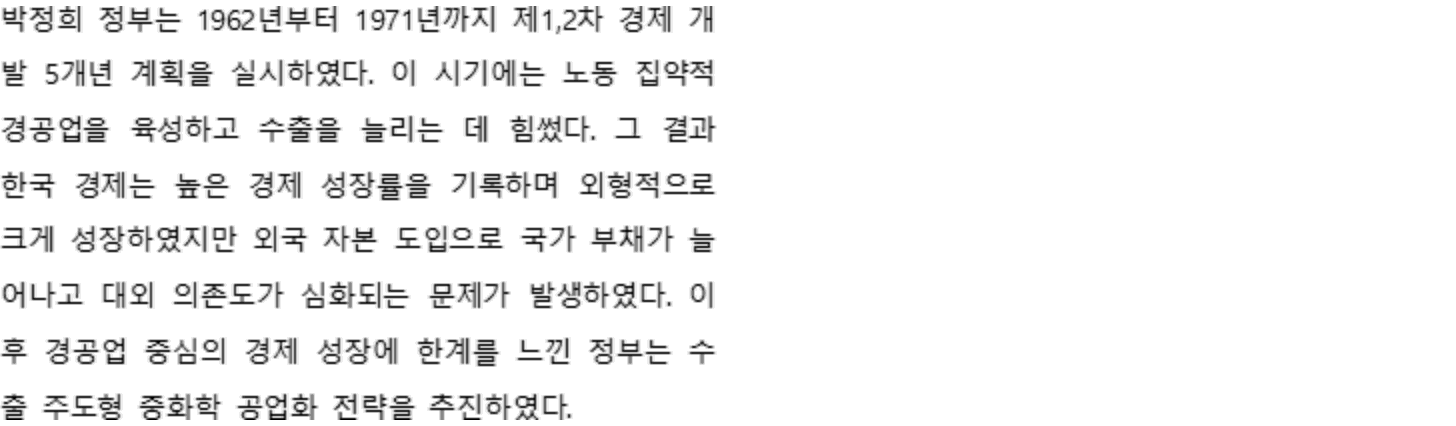 박정희 정부는 1962년부터 1971년까지 제1,2차 경제 개
발 5개년 계획을 실시하였다. 이 시기에는 노동 집약적
경공업을 육성하고 수출을 늘리는 데 힘썼다. 그 결과
한국 경제는 높은 경제 성장률을 기록하며 외형적으로
크게 성장하였지만 외국 자본 도입으로 국가 부채가 늘
어나고 대외 의존도가 심화되는 문제가 발생하였다. 이
후 경공업 중심의 경제 성장에 한계를 느낀 정부는 수
출 주도형 중화학 공업화 전략을 추진하였다.